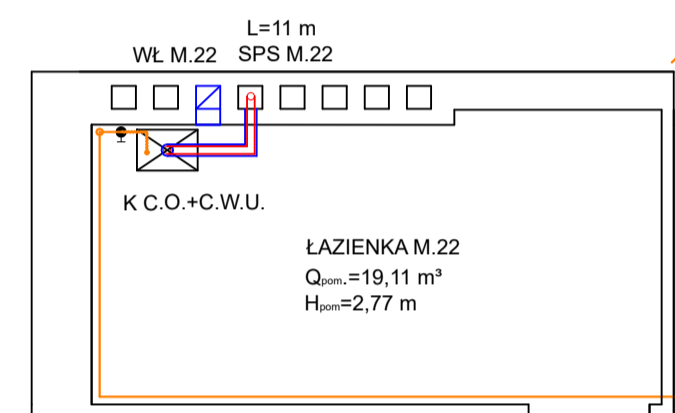 L=11 m
WŁ M.22 SPS M.22
K C.O.+C.W.U.
ŁAZIENKA M.22
Qpom.=19,11 m³
Hpom=2,77 m